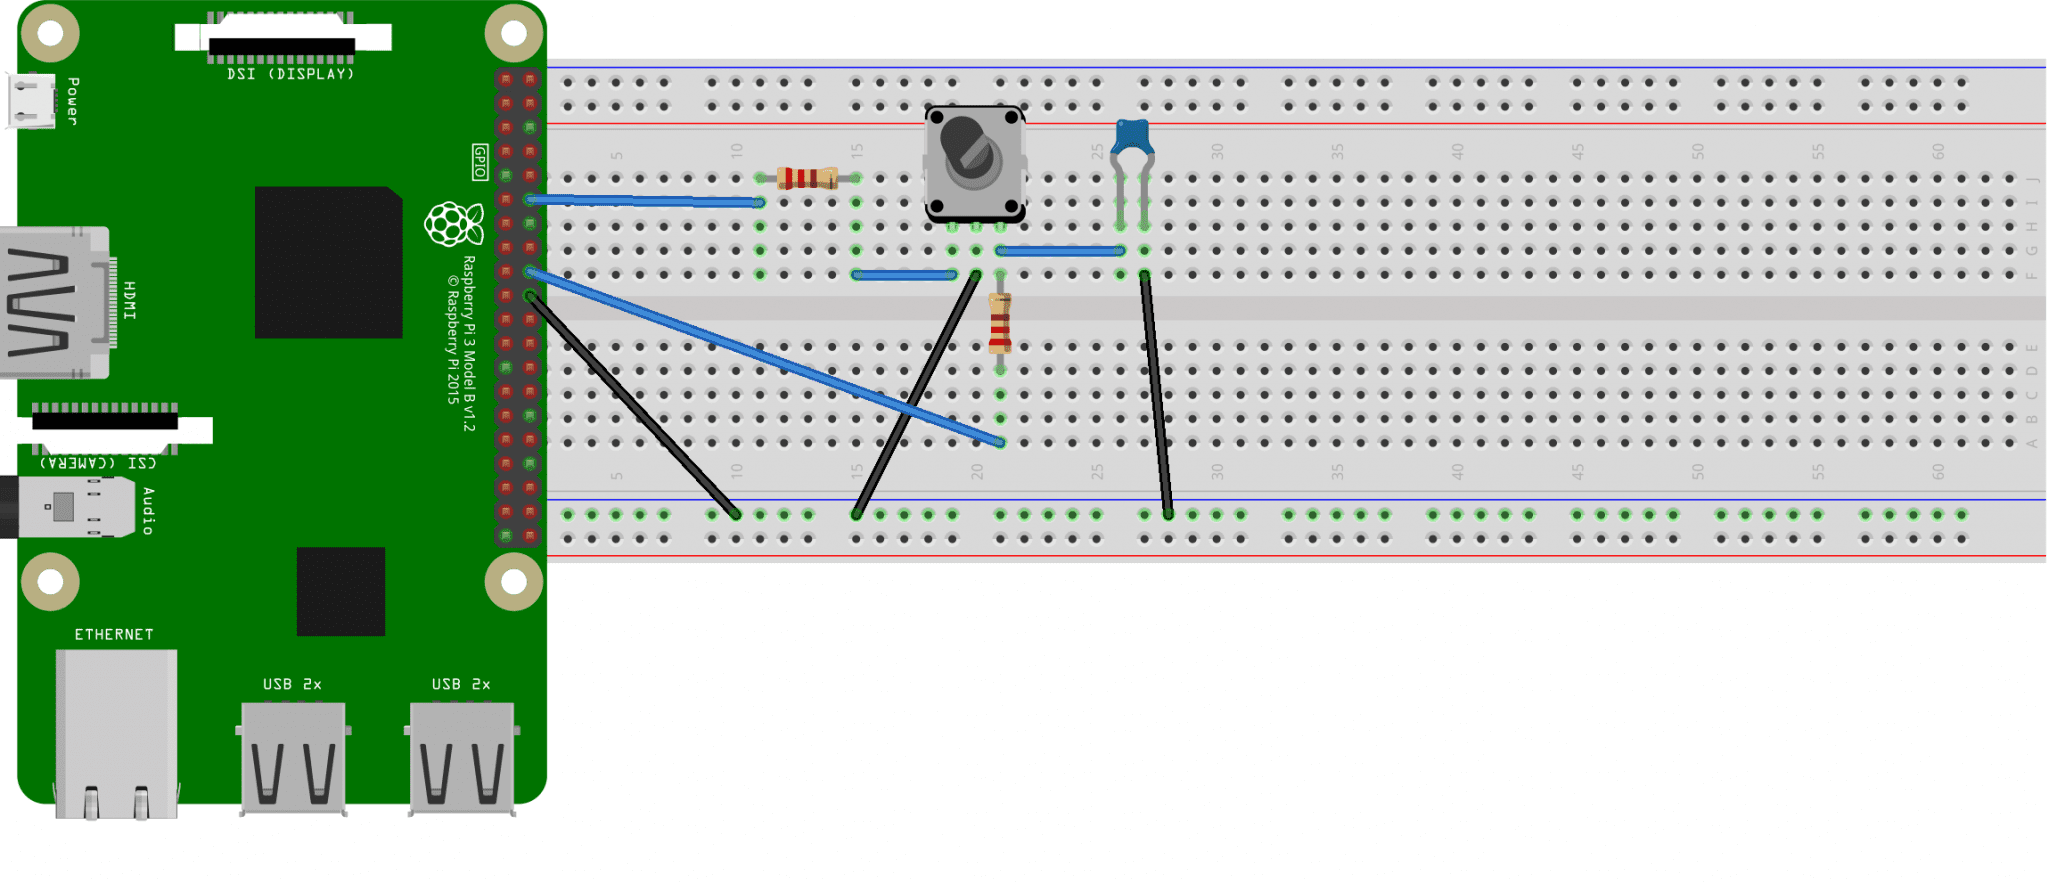 DSI (DISPLAY)
Power
GPIO
HDMI
Raspberry Pi 3 Model B v1.2
© Raspberry Pi 2015
CSI (CAMERA)
Audio
ETHERNET
USB 2x
USB 2x
5 10 15 25 30 35 40 45 50 55 60
J
I
H
G
F
E
D
C
B
A
5 10 15 20 25 30 35 40 45 50 55 60